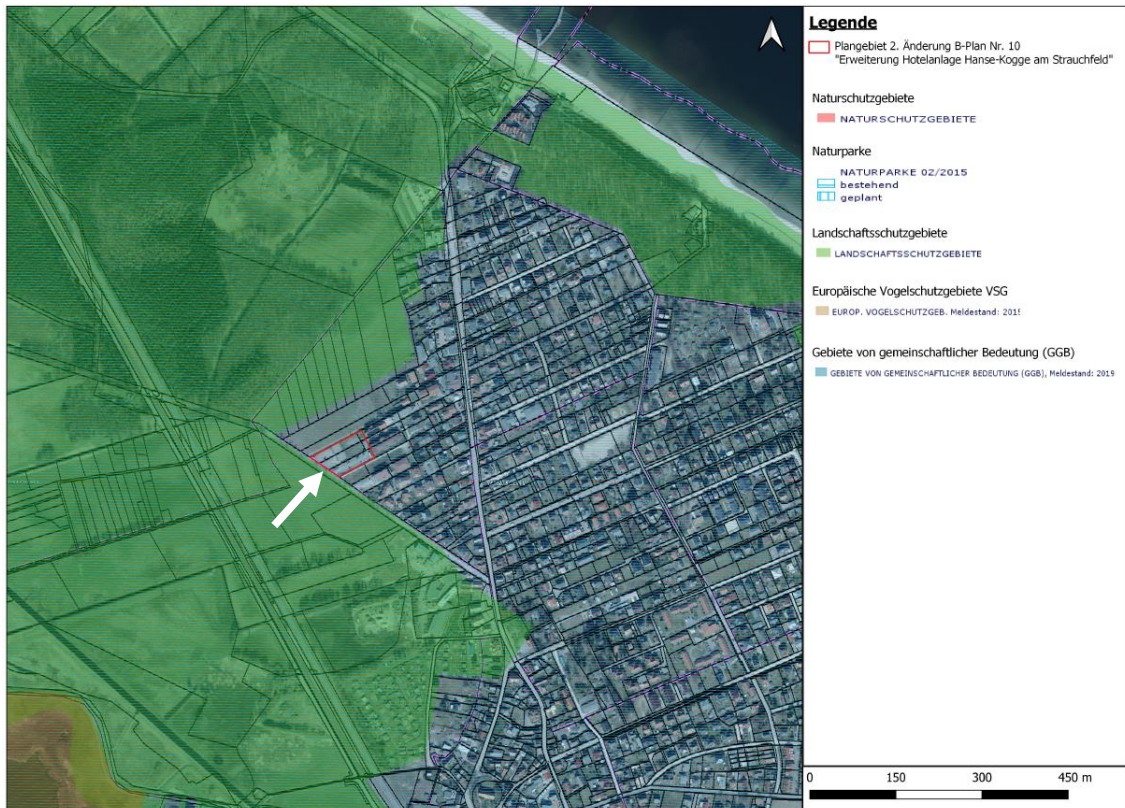 Legende
Plangebiet 2. Änderung B-Plan Nr. 10
"Erweiterung Hotelanlage Hanse-Kogge am Strauchfeld"
Naturschutzgebiete
NATURSCHUTZGEBIETE
Naturparke
NATURPARKE 02/2015
bestehend
geplant
Landschaftsschutzgebiete
LANDSCHAFTSSCHUTZGEBIETE
Europäische Vogelschutzgebiete VSG
EUROP. VOGELSCHUTZGEB. Meldestand: 201
Gebiete von gemeinschaftlicher Bedeutung (GGB)
GEBIETE VON GEMEINSCHAFTLICHER BEDEUTUNG (GGB), Meldestand: 2019
0 150 300 450 m